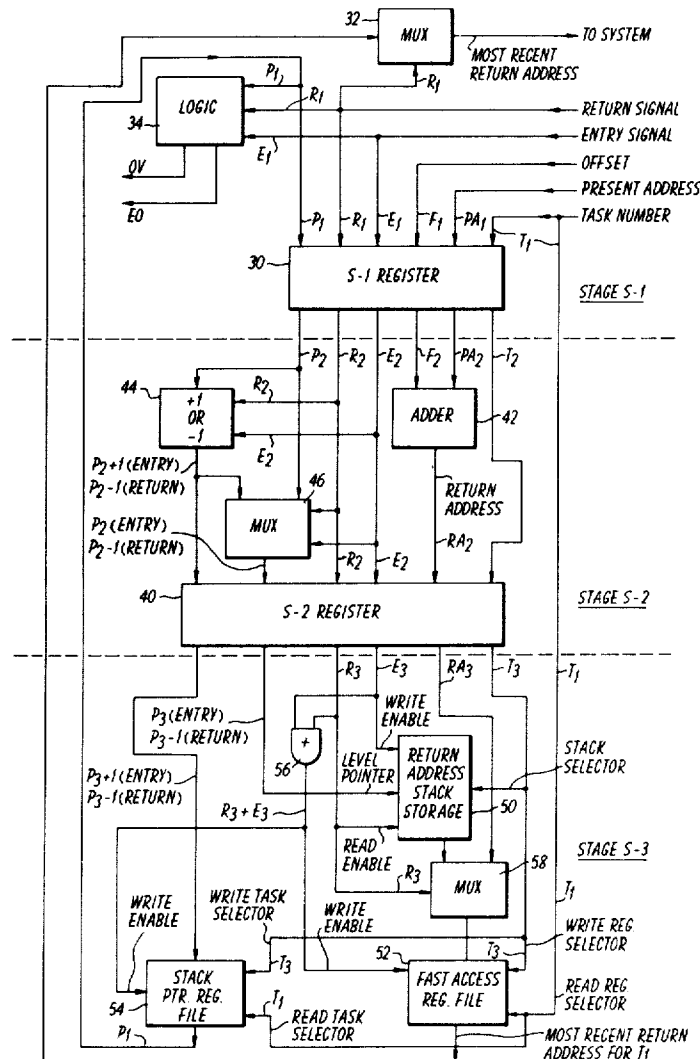 32
MUX
TO SYSTEM
MOST RECENT
RETURN ADDRESS
R1
P1
LOGIC
34
R1
RETURN SIGNAL
ENTRY SIGNAL
E1
OFFSET
OV
PRESENT ADDRESS
EO
TASK NUMBER
P1
R1
E1
F1
PA1
T1
T1
30
S-1 REGISTER
STAGE S-1
P2
R2
E2
F2
PA2
T2
44
+1
OR
-1
R2
E2
ADDER
42
P2+1 (ENTRY)
P2-1 (RETURN)
46
MUX
RETURN
ADDRESS
P2 (ENTRY)
P2-1 (RETURN)
R2
E2
RA2
40
S-2 REGISTER
STAGE S-2
R3
E3
RA3
T3
T1
P3 (ENTRY)
P3-1 (RETURN)
WRITE
ENABLE
+
56
RETURN
ADDRESS
STACK
STORAGE
50
STACK
SELECTOR
P3+1 (ENTRY)
P3-1 (RETURN)
LEVEL
POINTER
R3+E3
READ
ENABLE
STAGE S-3
58
MUX
R3
T1
WRITE
ENABLE
WRITE TASK
SELECTOR
WRITE
ENABLE
WRITE REG.
SELECTOR
T3
T3
52
STACK
PTR. REG.
FILE
54
T1
FAST ACCESS
REG. FILE
READ REG.
SELECTOR
READ TASK
SELECTOR
P1
MOST RECENT RETURN
ADDRESS FOR T1